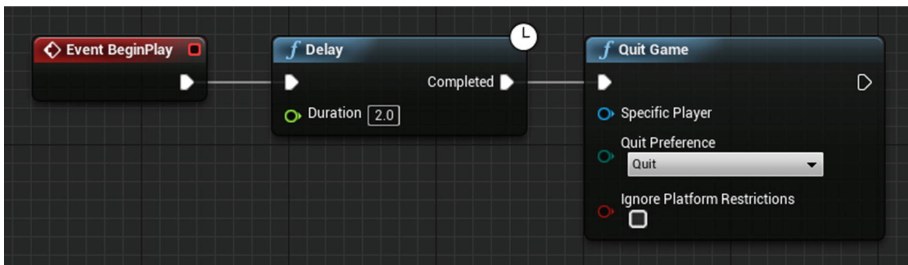 Event BeginPlay
f Delay
Completed
Duration 2.0
f Quit Game
Specific Player
Quit Preference
Quit
Ignore Platform Restrictions